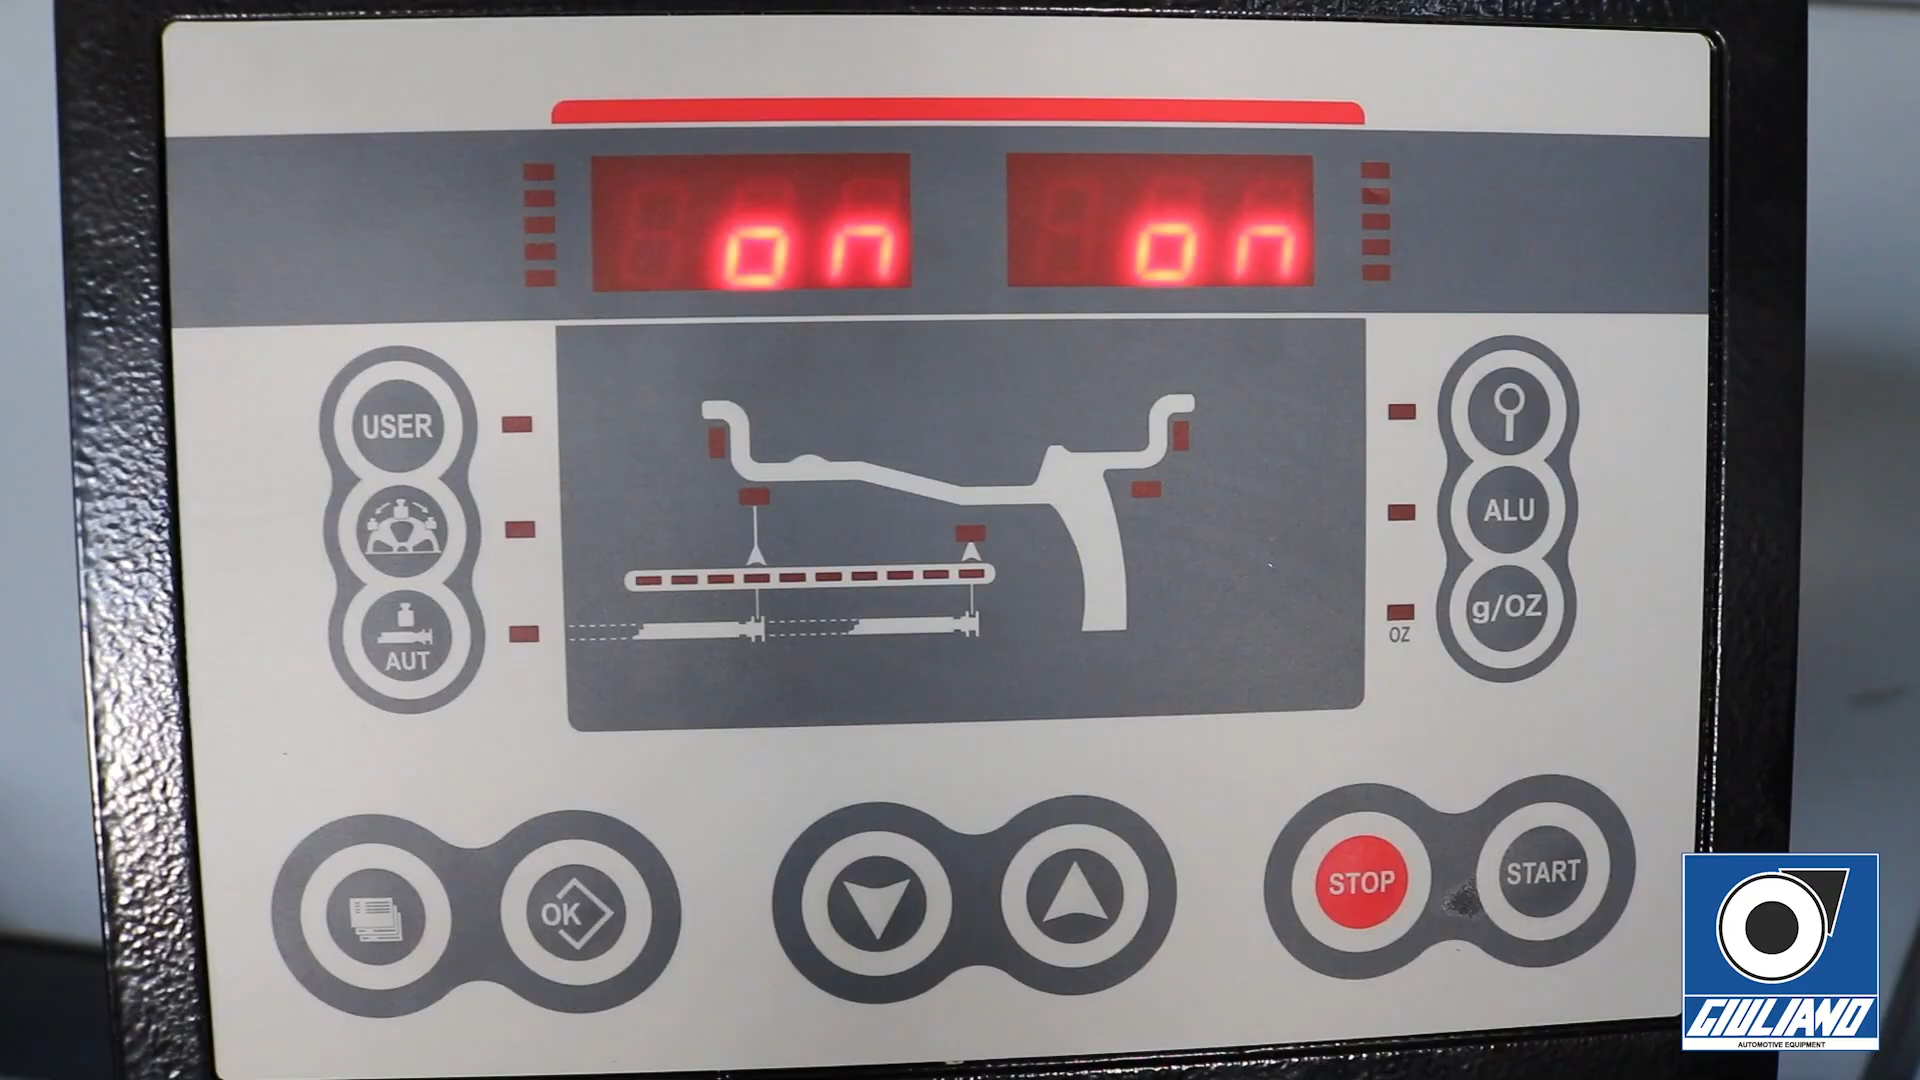 on on
USER
AUT
ALU
g/OZ
OZ
OK
STOP
START
GIULIANO
AUTOMOTIVE EQUIPMENT